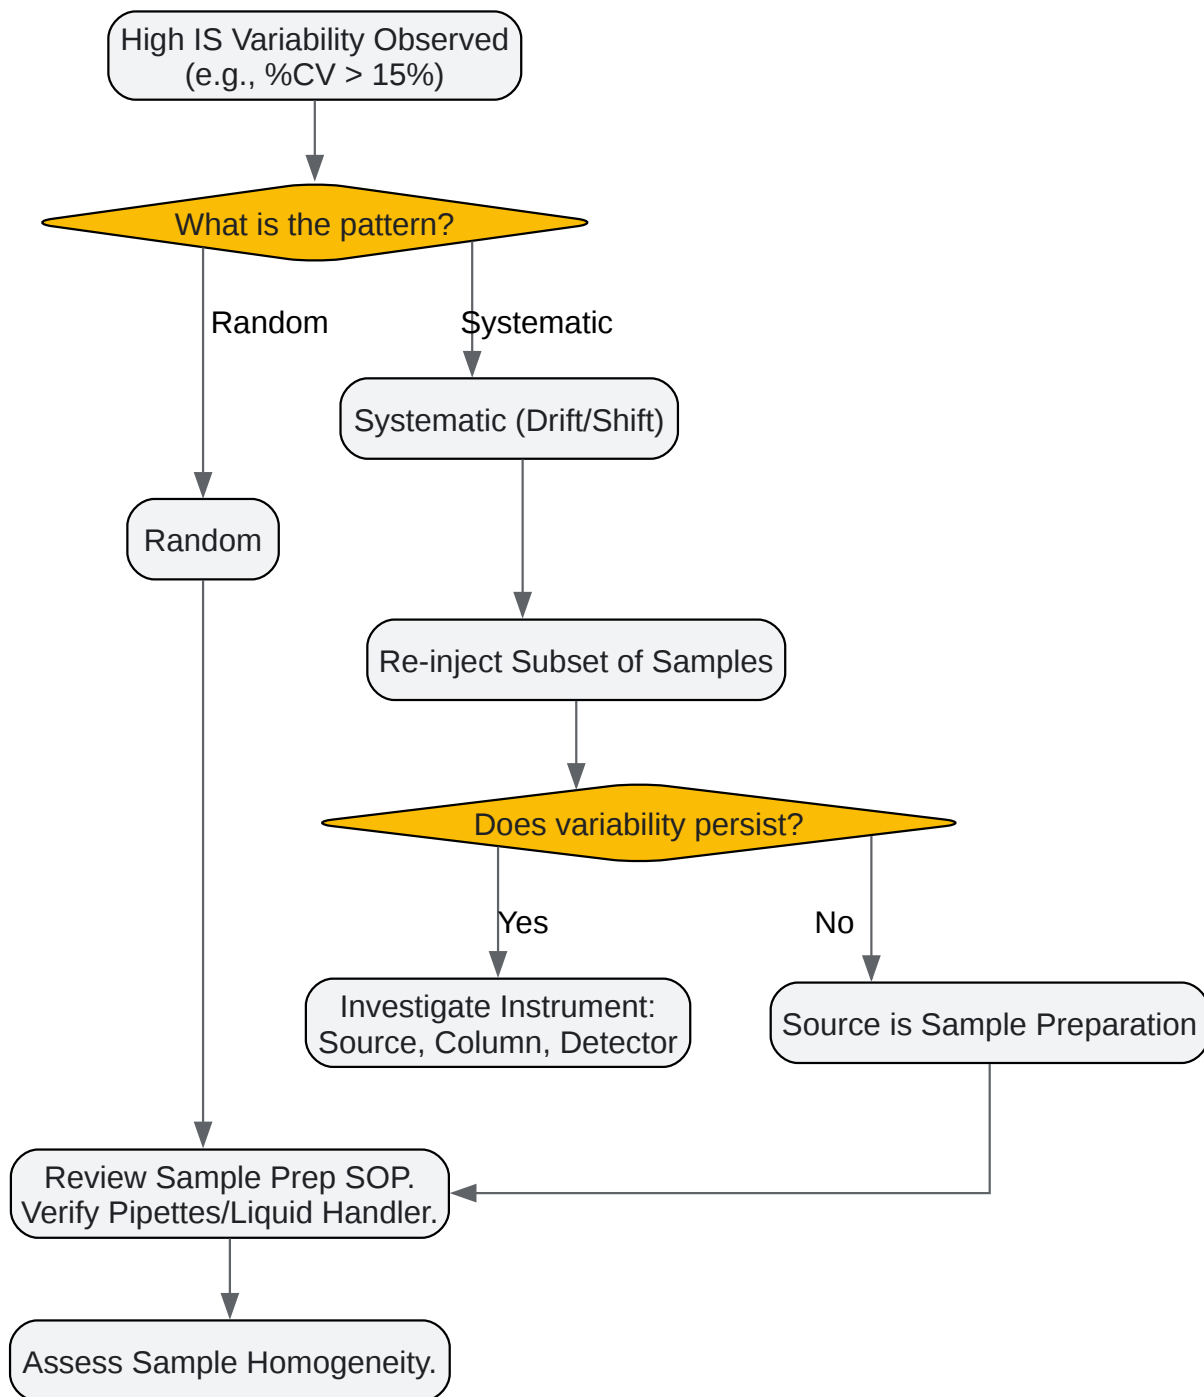 High IS Variability Observed
(e.g., %CV > 15%)
What is the pattern?
Random
Systematic
Systematic (Drift/Shift)
Random
Re-inject Subset of Samples
Does variability persist?
Yes
No
Investigate Instrument:
Source, Column, Detector
Source is Sample Preparation
Review Sample Prep SOP.
Verify Pipettes/Liquid Handler.
Assess Sample Homogeneity.